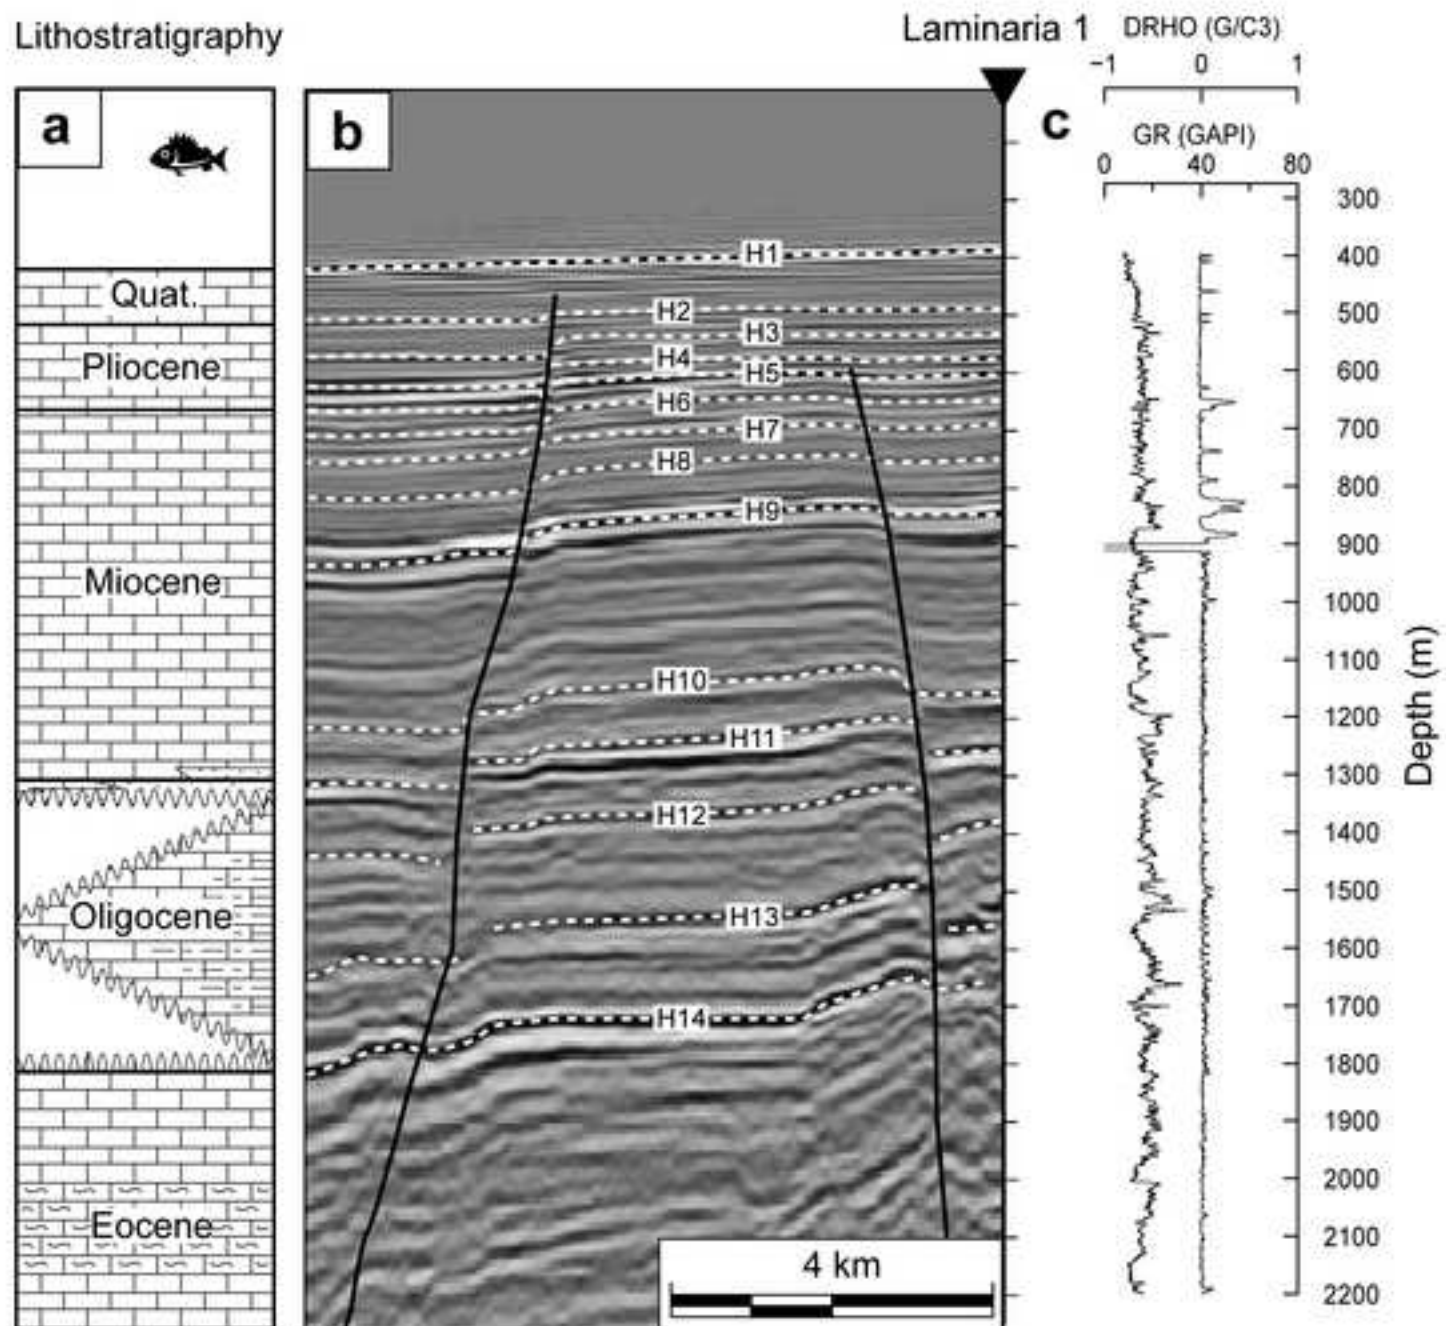 Lithostratigraphy
Laminaria 1
DRHO (G/C3)
−1 0 1
a
b
c
GR (GAPI)
0 40 80
300
400
500
600
700
800
900
1000
1100
1200
1300
1400
1500
1600
1700
1800
1900
2000
2100
2200
Depth (m)
Quat.
Pliocene
Miocene
Oligocene
Eocene
H1
H2
H3
H4
H5
H6
H7
H8
H9
H10
H11
H12
H13
H14
4 km